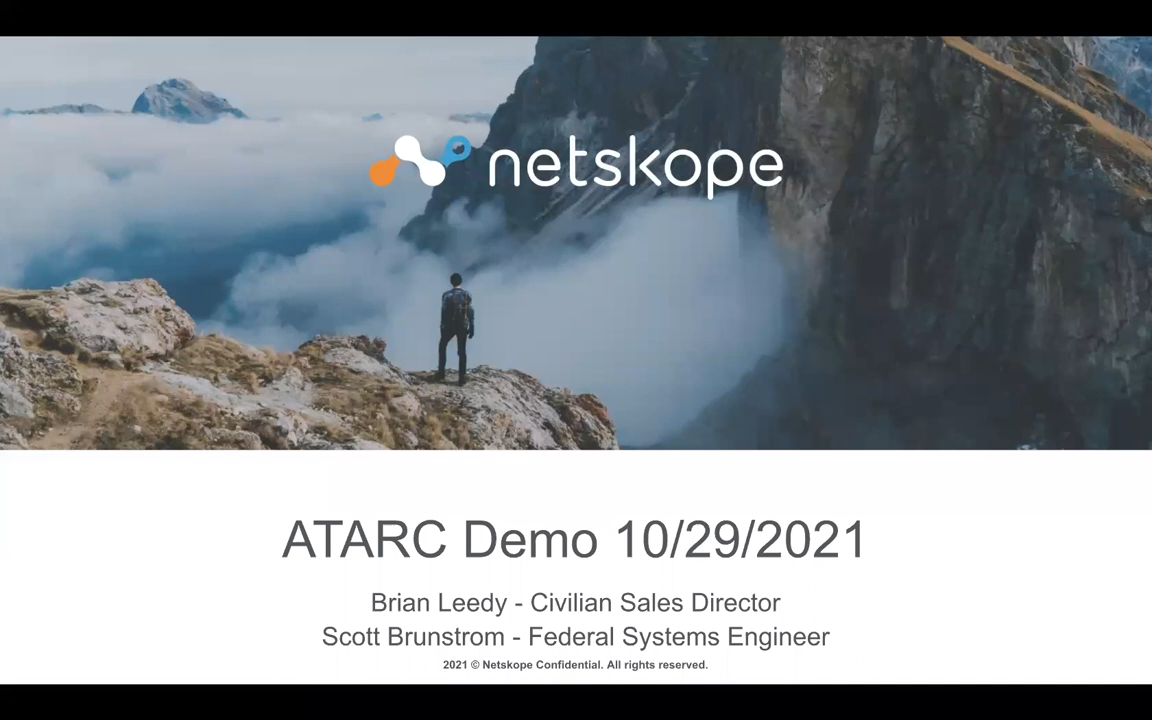 netskope
ATARC Demo 10/29/2021
Brian Leedy - Civilian Sales Director
Scott Brunstrom - Federal Systems Engineer
2021 © Netskope Confidential. All rights reserved.